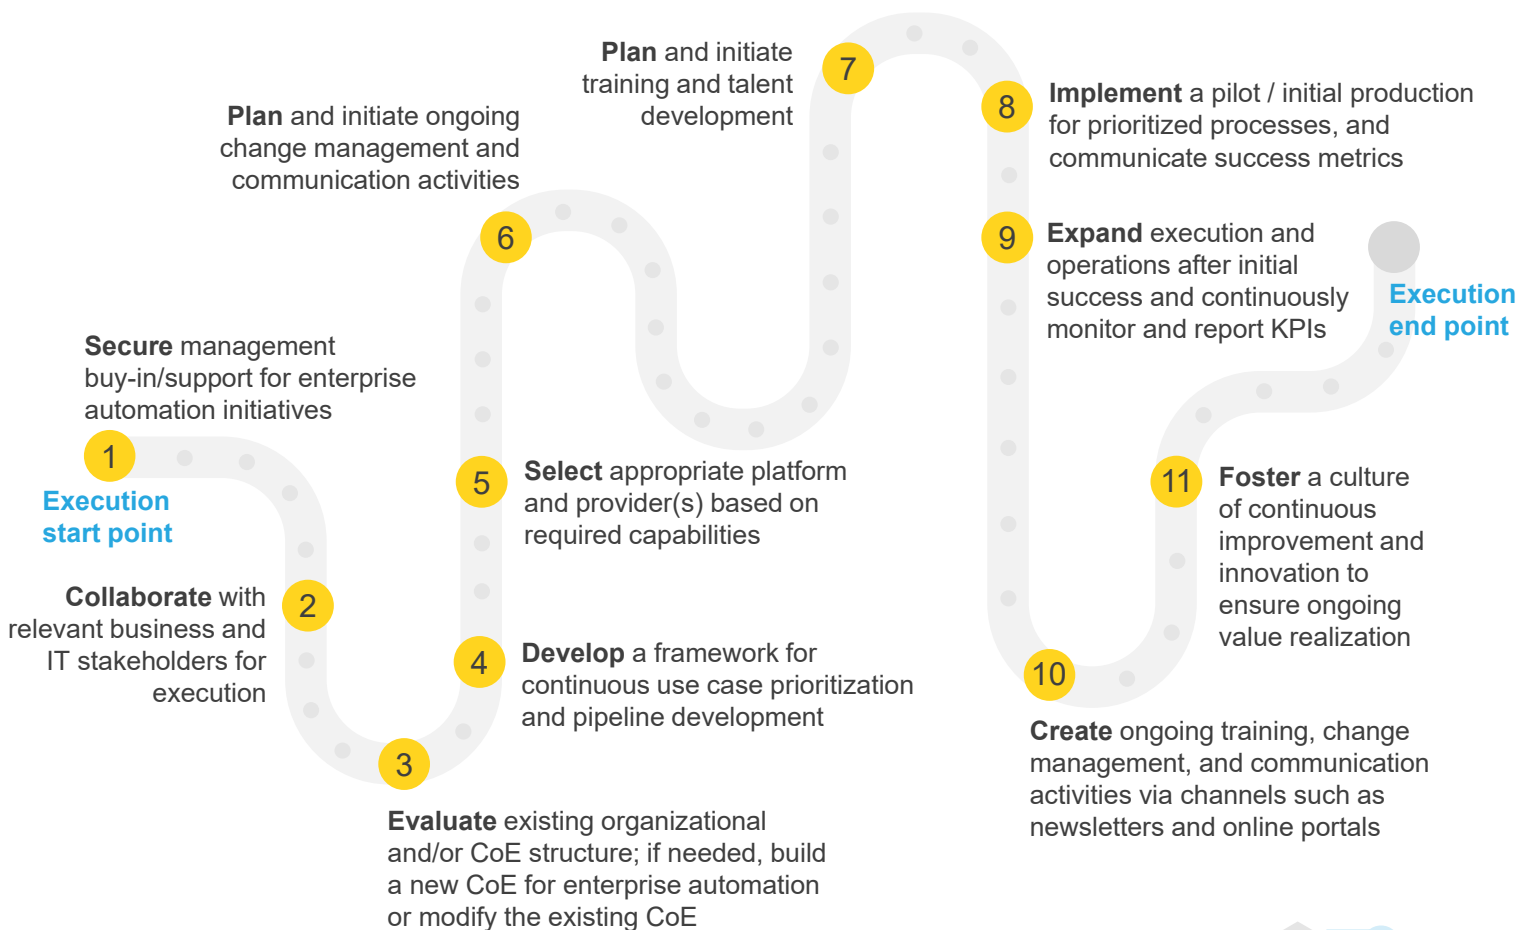 1
Secure management
buy-in/support for enterprise
automation initiatives
Execution
start point
2
Collaborate with
relevant business and
IT stakeholders for
execution
3
Evaluate existing organizational
and/or CoE structure; if needed, build
a new CoE for enterprise automation
or modify the existing CoE
4
Develop a framework for
continuous use case prioritization
and pipeline development
5
Select appropriate platform
and provider(s) based on
required capabilities
6
Plan and initiate ongoing
change management and
communication activities
7
Plan and initiate
training and talent
development
8
Implement a pilot / initial production
for prioritized processes, and
communicate success metrics
9
Expand execution and
operations after initial
success and continuously
monitor and report KPIs
10
Create ongoing training, change
management, and communication
activities via channels such as
newsletters and online portals
11
Foster a culture
of continuous
improvement and
innovation to
ensure ongoing
value realization
Execution
end point